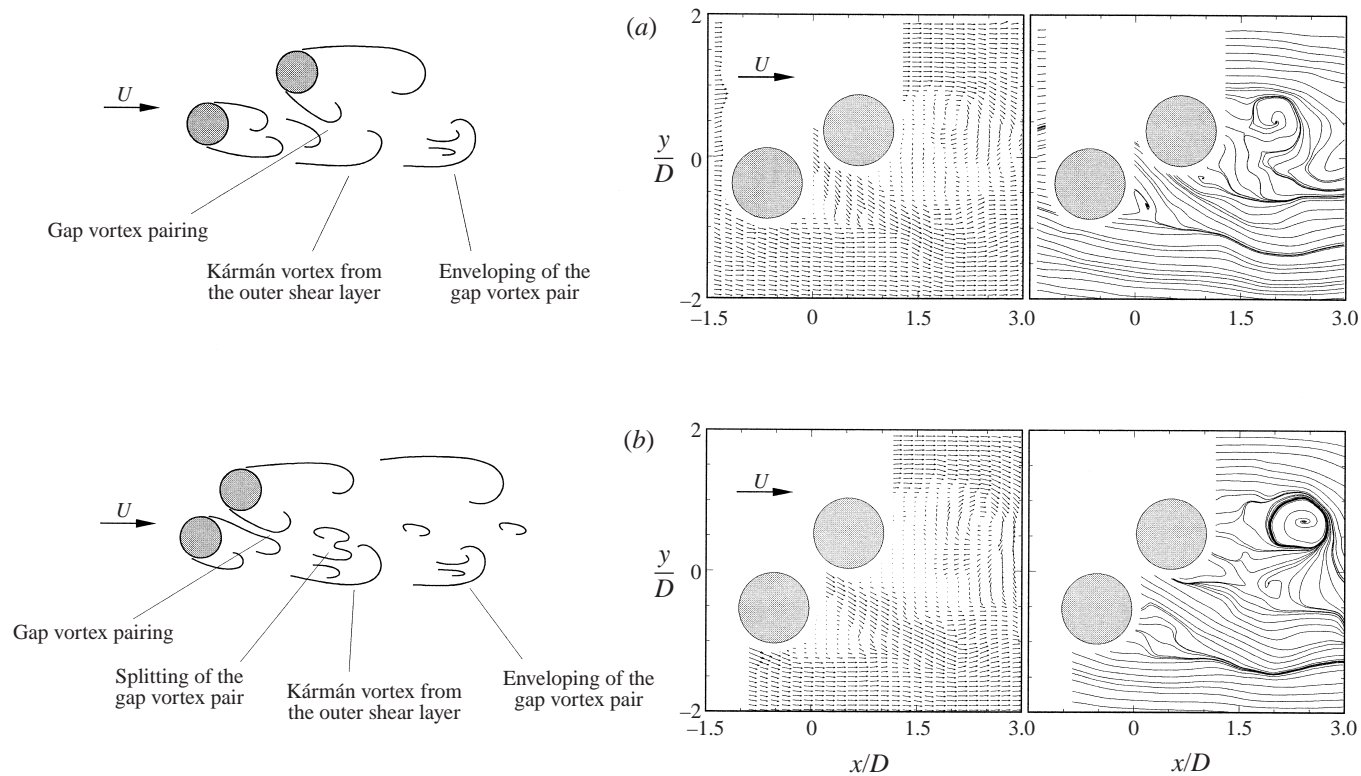 U
Gap vortex pairing
Kármán vortex from
the outer shear layer
Enveloping of the
gap vortex pair
(a)
2
y
D
0
–2
U
–1.5 0 1.5 3.0
0 1.5 3.0
U
Gap vortex pairing
Splitting of the
gap vortex pair
Kármán vortex from
the outer shear layer
Enveloping of the
gap vortex pair
(b)
2
y
D
0
–2
U
–1.5 0 1.5 3.0
0 1.5 3.0
x/D
x/D